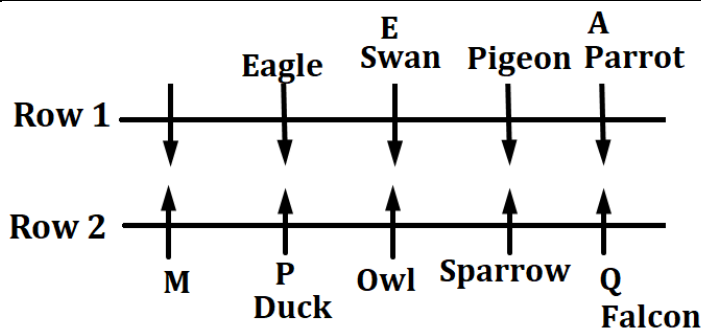 E A
Eagle Swan Pigeon Parrot
Row 1
Row 2
M P Owl Sparrow Q
Duck Falcon